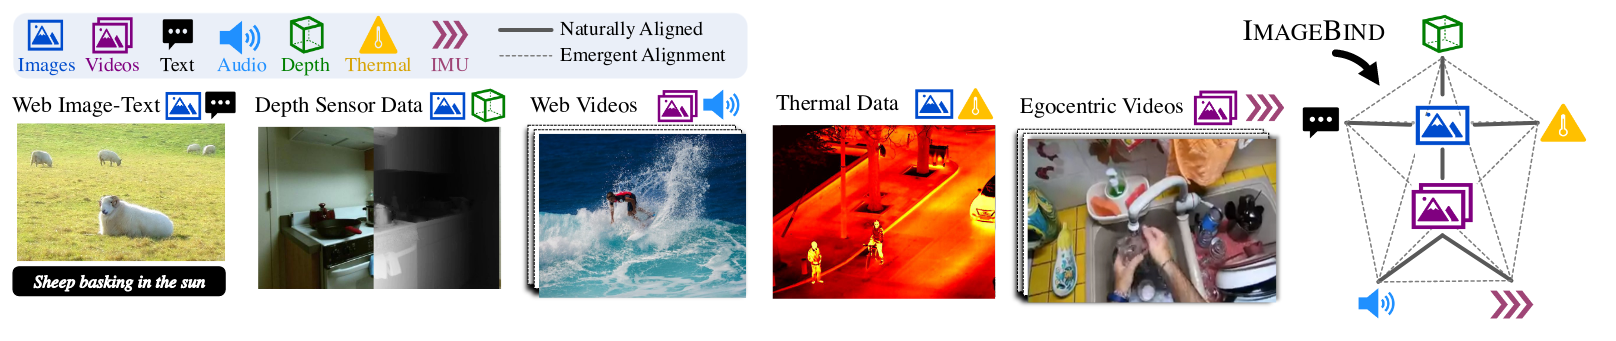 Images Videos Text Audio Depth Thermal IMU
Naturally Aligned
Emergent Alignment
IMAGEBIND
Web Image-Text
Depth Sensor Data
Web Videos
Thermal Data
Egocentric Videos
Sheep basking in the sun